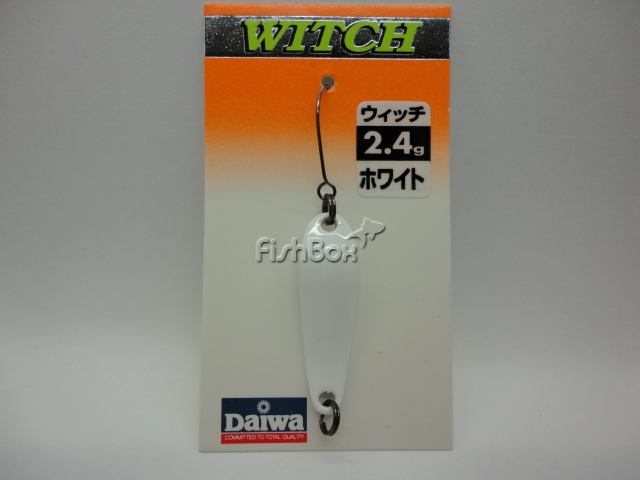 WITCH
ウィッチ
2.4g
ホワイト
FishBox
Daiwa
COMMITTED TO TOTAL QUALITY